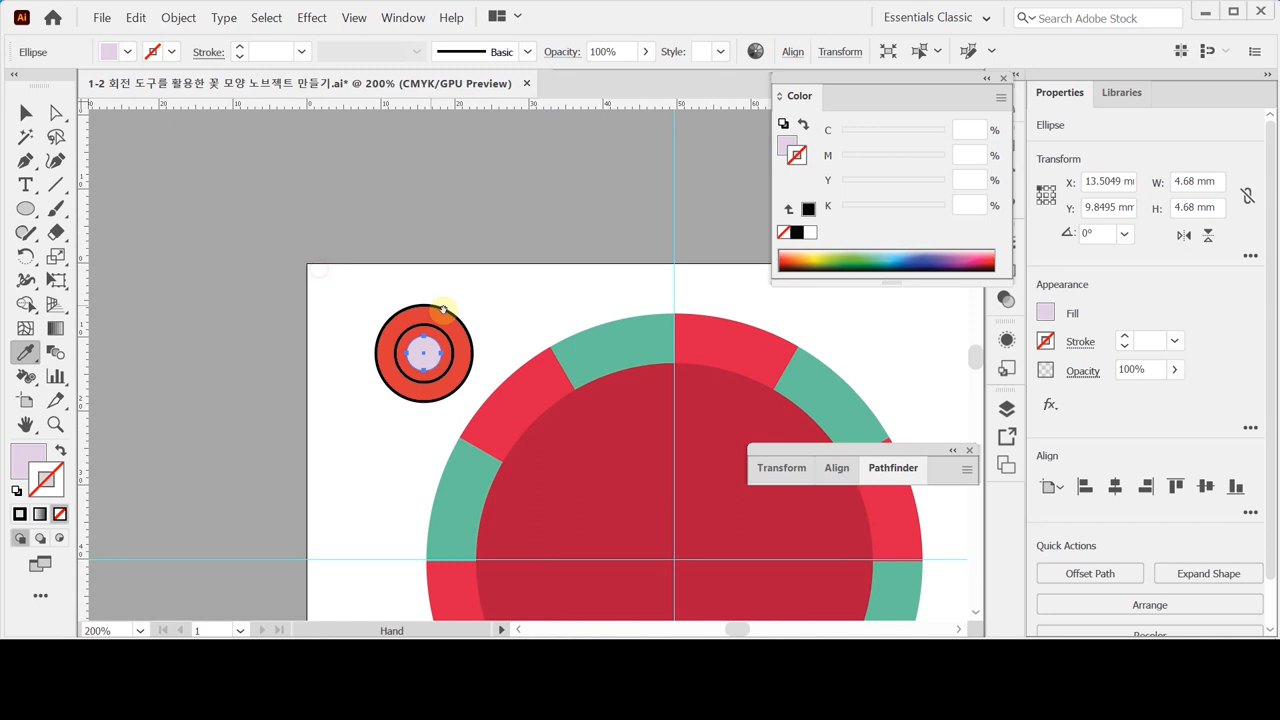 Ai File Edit Object Type Select Effect View Window Help Essentials Classic Search Adobe Stock
Ellipse Stroke: Basic Opacity: 100% Style: Align Transform
1-2 회전 도구를 활용한 꽃 모양 노브젝트 만들기.ai* @ 200% (CMYK/GPU Preview)
Color
C %
M %
Y %
K %
Properties Libraries
Ellipse
Transform
X: 13.5049 m W: 4.68 mm
Y: 9.8495 mm H: 4.68 mm
0°
Appearance
Fill
Stroke
Opacity 100%
fx.
Align
Transform Align Pathfinder
Quick Actions
Offset Path Expand Shape
Arrange
200% 1 Hand